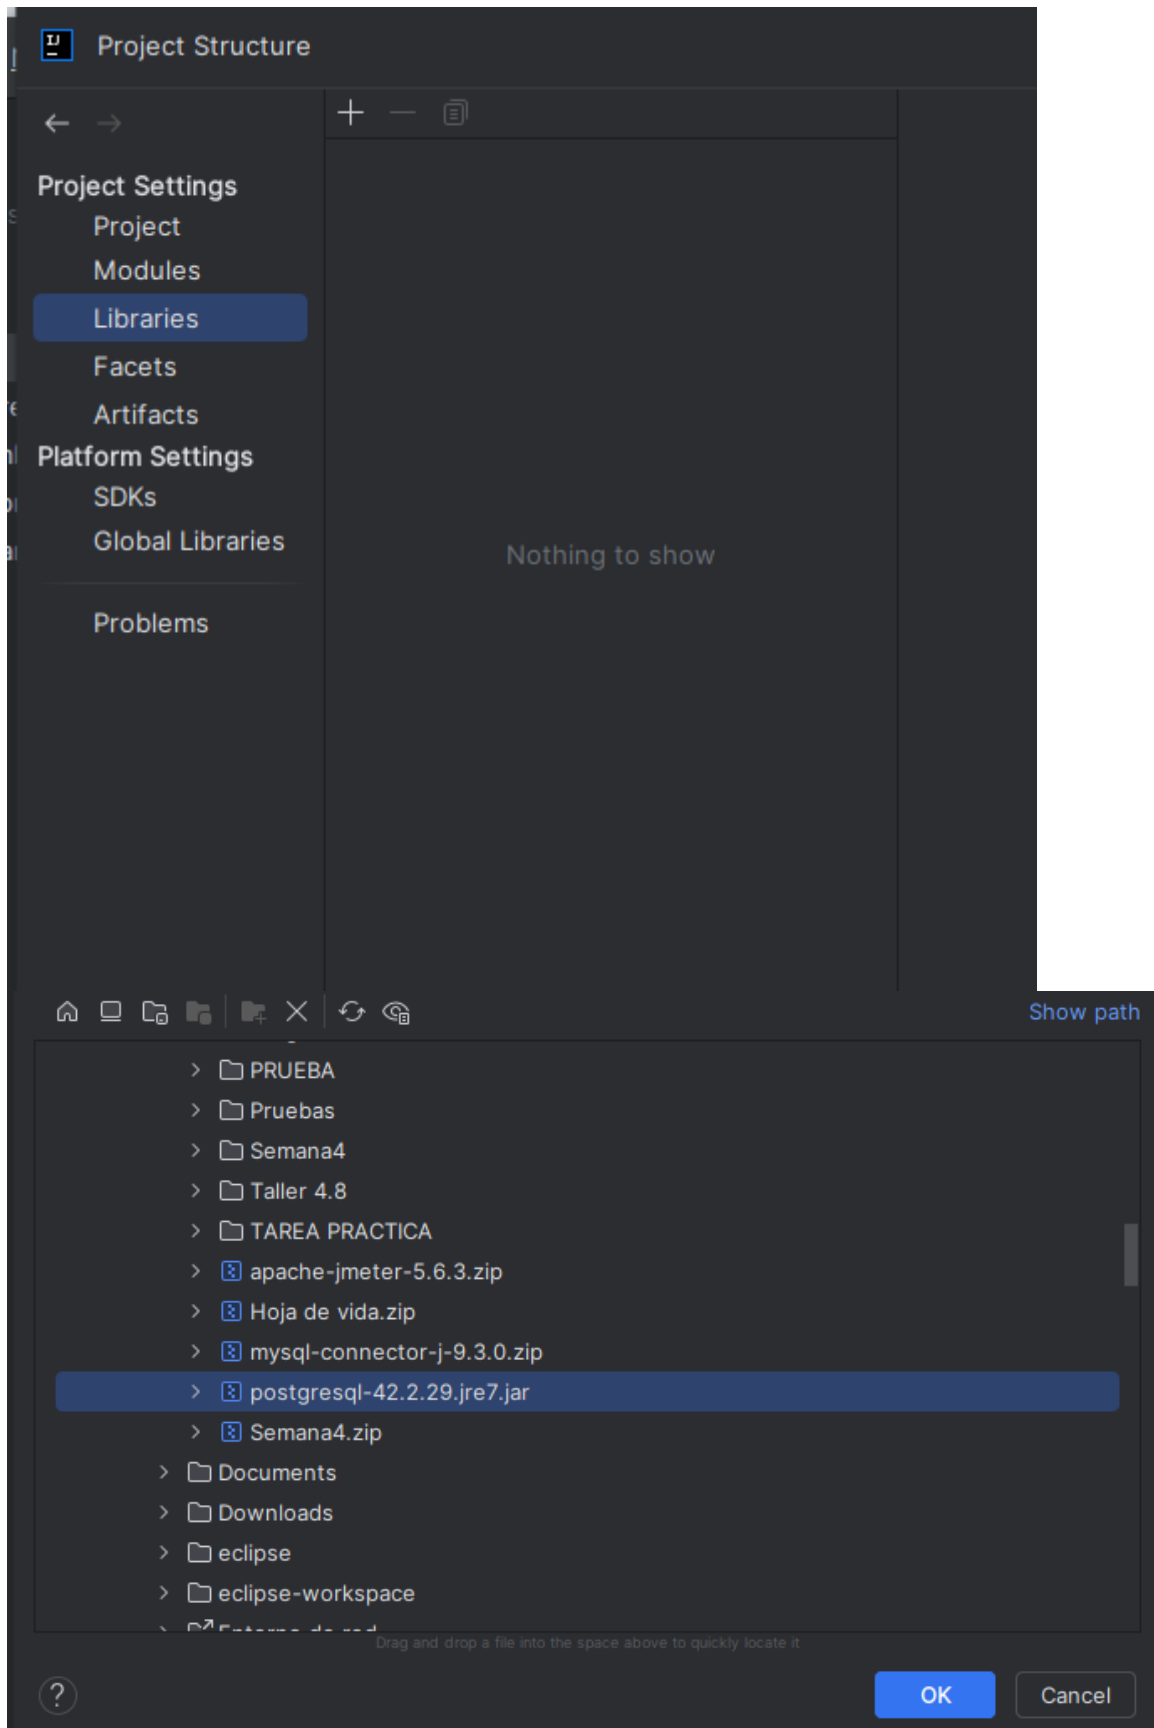 Project Structure
Project Settings
Project
Modules
Libraries
Facets
Artifacts
Platform Settings
SDKs
Global Libraries
Problems
Nothing to show
Show path
PRUEBA
Pruebas
Semana4
Taller 4.8
TAREA PRACTICA
apache-jmeter-5.6.3.zip
Hoja de vida.zip
mysql-connector-j-9.3.0.zip
postgresql-42.2.29.jre7.jar
Semana4.zip
Documents
Downloads
eclipse
eclipse-workspace
Entorno de red
Drag and drop a file into the space above to quickly locate it
?
OK
Cancel